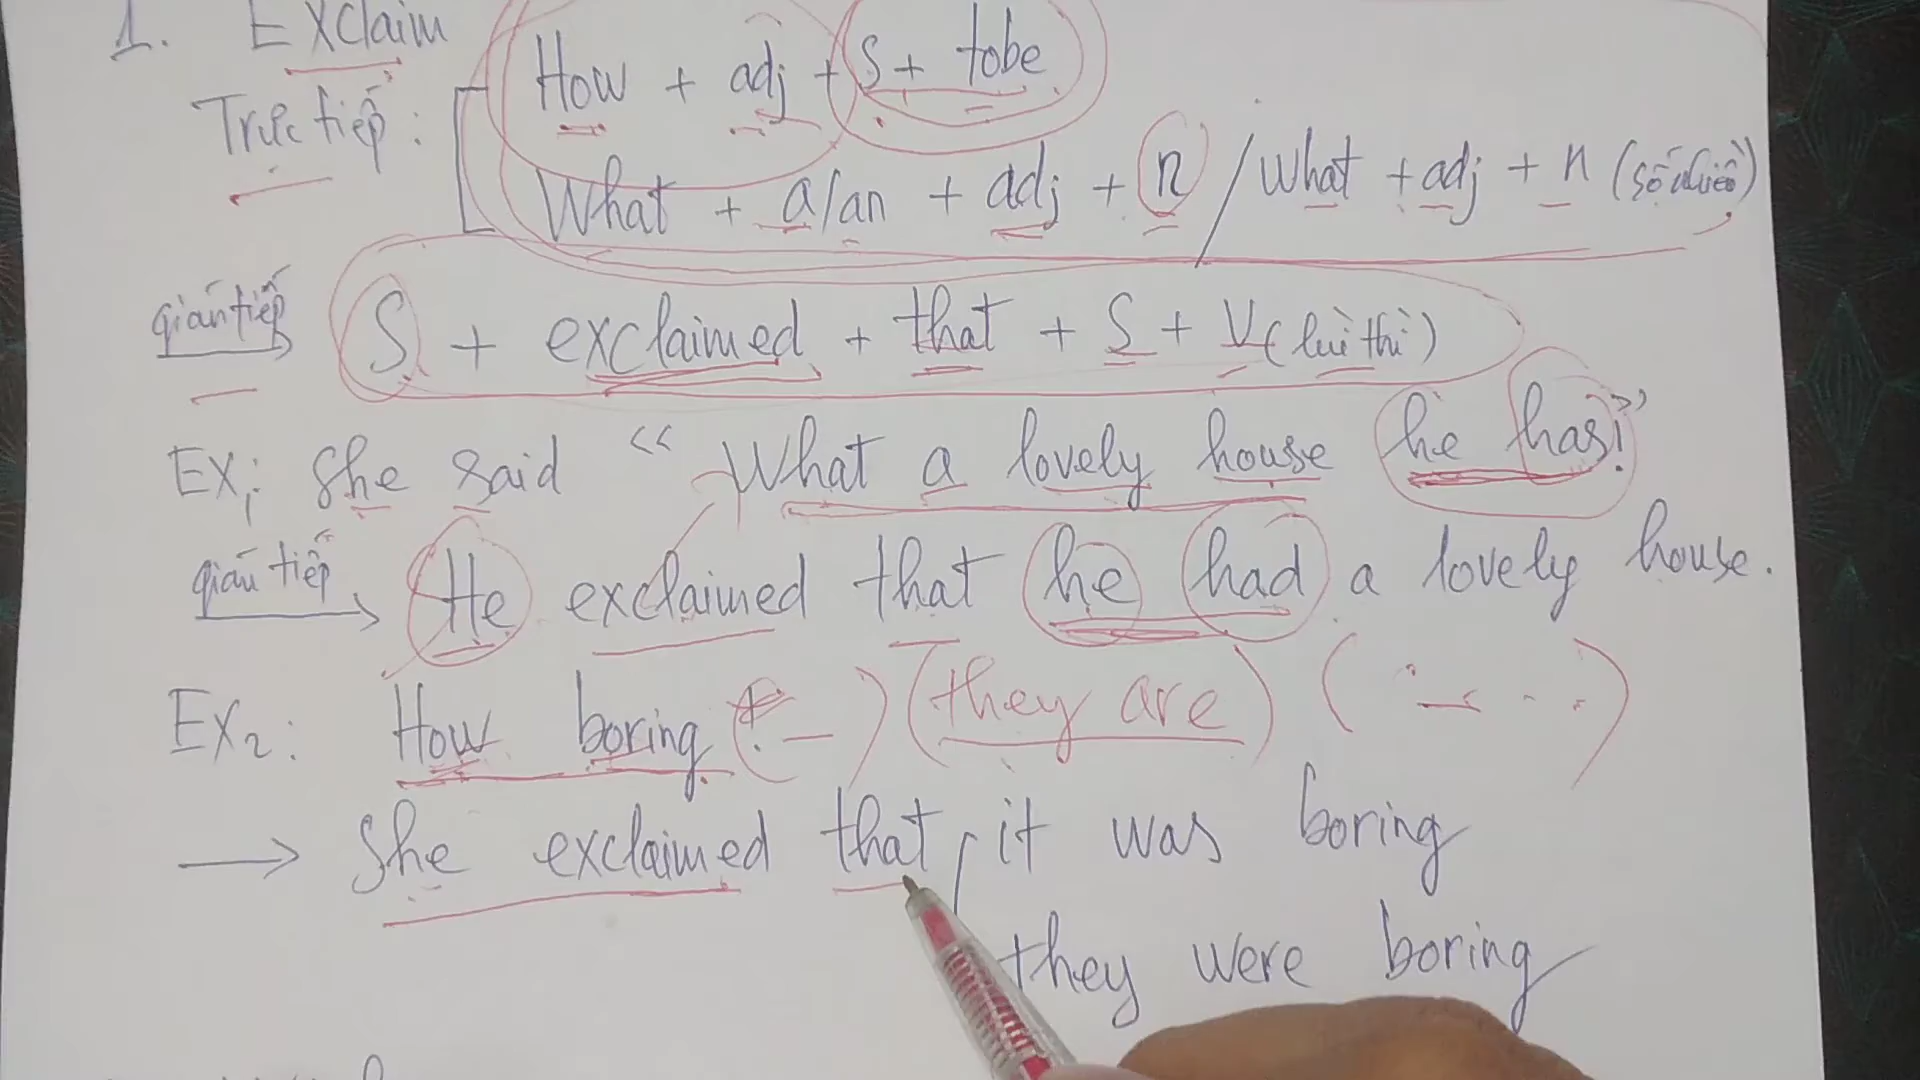 1. Exclaim
Trực tiếp : How + adj + S + tobe
What + a/an + adj + n / what + adj + n (số nhiều)
gián tiếp S + exclaimed + that + S + V (lùi thì)
EX1: She said “What a lovely house he has!”
gián tiếp He exclaimed that he had a lovely house.
EX2: How boring (they are)
→ She exclaimed that it was boring
they were boring